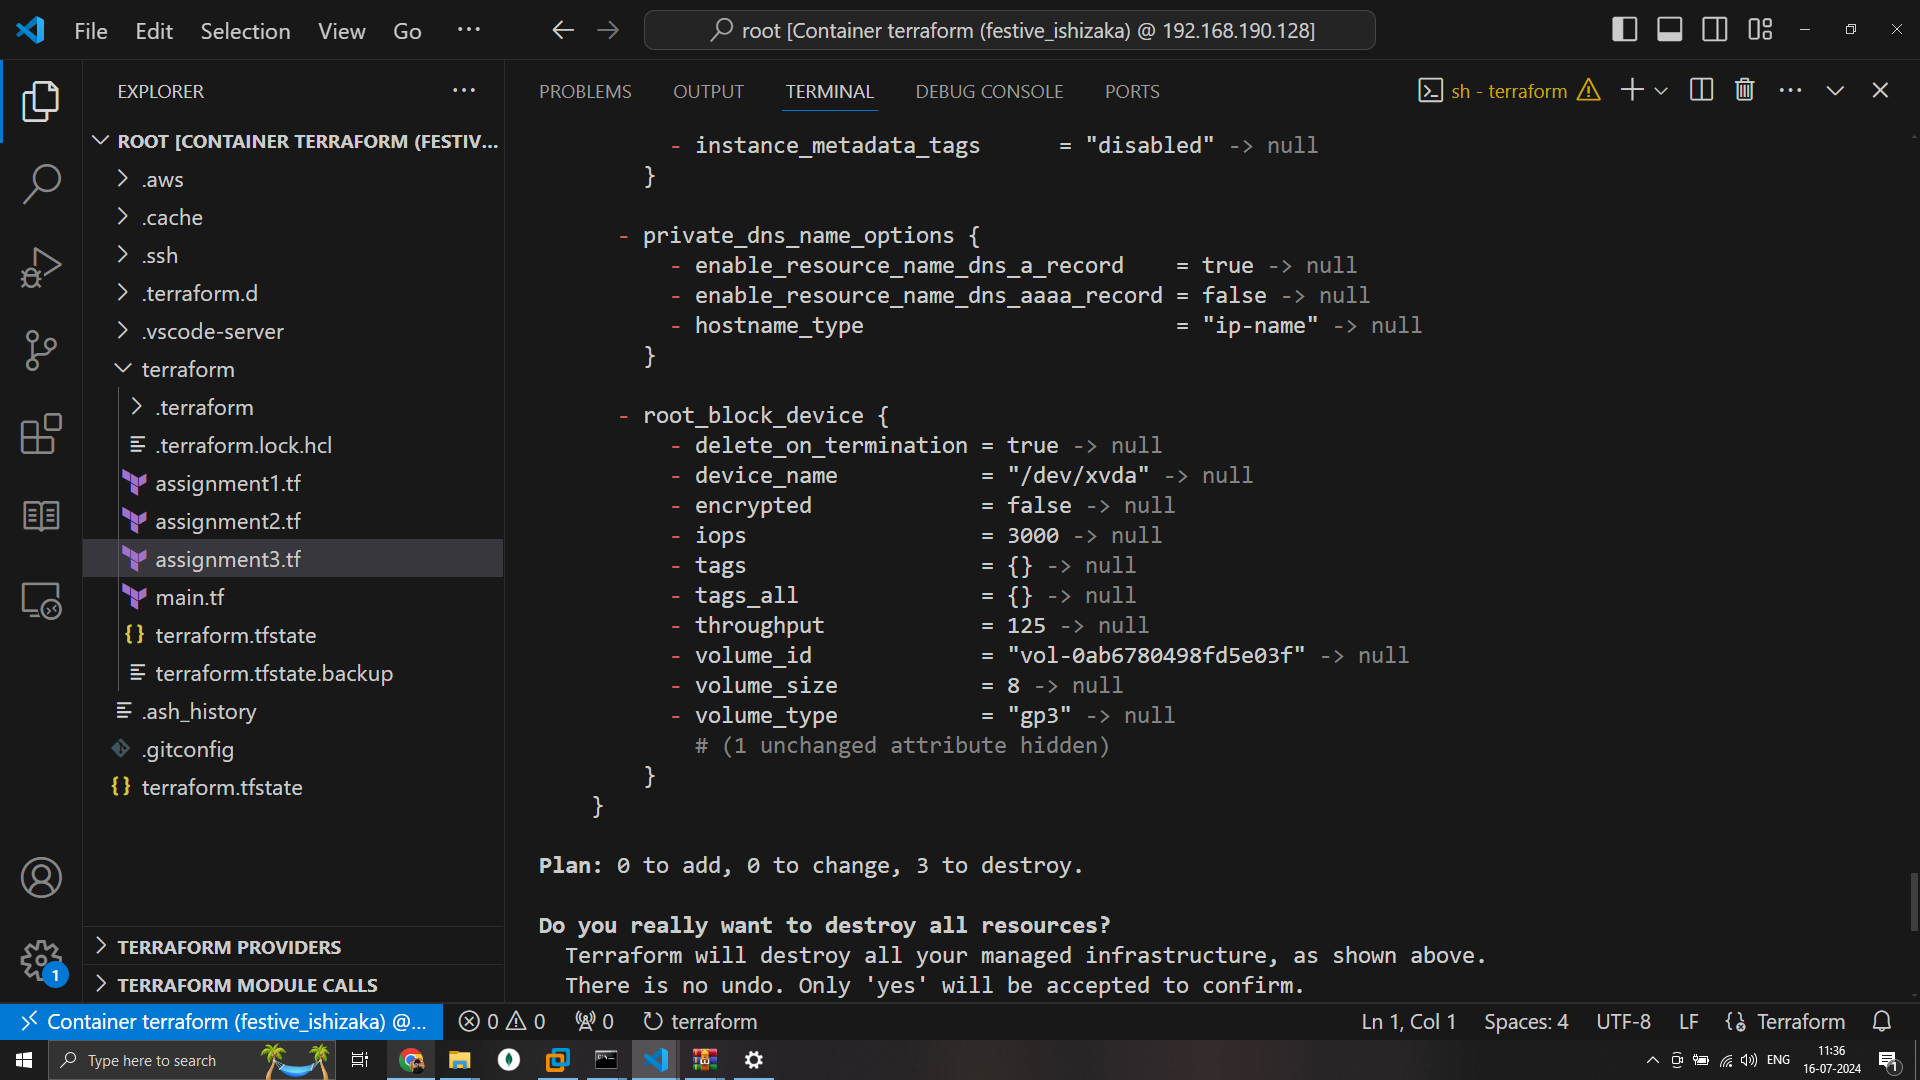 File Edit Selection View Go ···
root [Container terraform (festive_ishizaka) @ 192.168.190.128]
EXPLORER
ROOT [CONTAINER TERRAFORM (FESTIV...
.aws
.cache
.ssh
.terraform.d
.vscode-server
terraform
.terraform
.terraform.lock.hcl
assignment1.tf
assignment2.tf
assignment3.tf
main.tf
{} terraform.tfstate
terraform.tfstate.backup
.ash_history
.gitconfig
{} terraform.tfstate
TERRAFORM PROVIDERS
TERRAFORM MODULE CALLS
1
PROBLEMS OUTPUT TERMINAL DEBUG CONSOLE PORTS
sh - terraform
- instance_metadata_tags      = "disabled" -> null
}
- private_dns_name_options {
- enable_resource_name_dns_a_record    = true -> null
- enable_resource_name_dns_aaaa_record = false -> null
- hostname_type                        = "ip-name" -> null
}
- root_block_device {
- delete_on_termination = true -> null
- device_name           = "/dev/xvda" -> null
- encrypted             = false -> null
- iops                  = 3000 -> null
- tags                  = {} -> null
- tags_all              = {} -> null
- throughput            = 125 -> null
- volume_id             = "vol-0ab6780498fd5e03f" -> null
- volume_size           = 8 -> null
- volume_type           = "gp3" -> null
# (1 unchanged attribute hidden)
}
}
Plan: 0 to add, 0 to change, 3 to destroy.
Do you really want to destroy all resources?
Terraform will destroy all your managed infrastructure, as shown above.
There is no undo. Only 'yes' will be accepted to confirm.
Container terraform (festive_ishizaka) @... 0 0 0 terraform Ln 1, Col 1 Spaces: 4 UTF-8 LF Terraform
Type here to search
ENG
11:36
16-07-2024
1